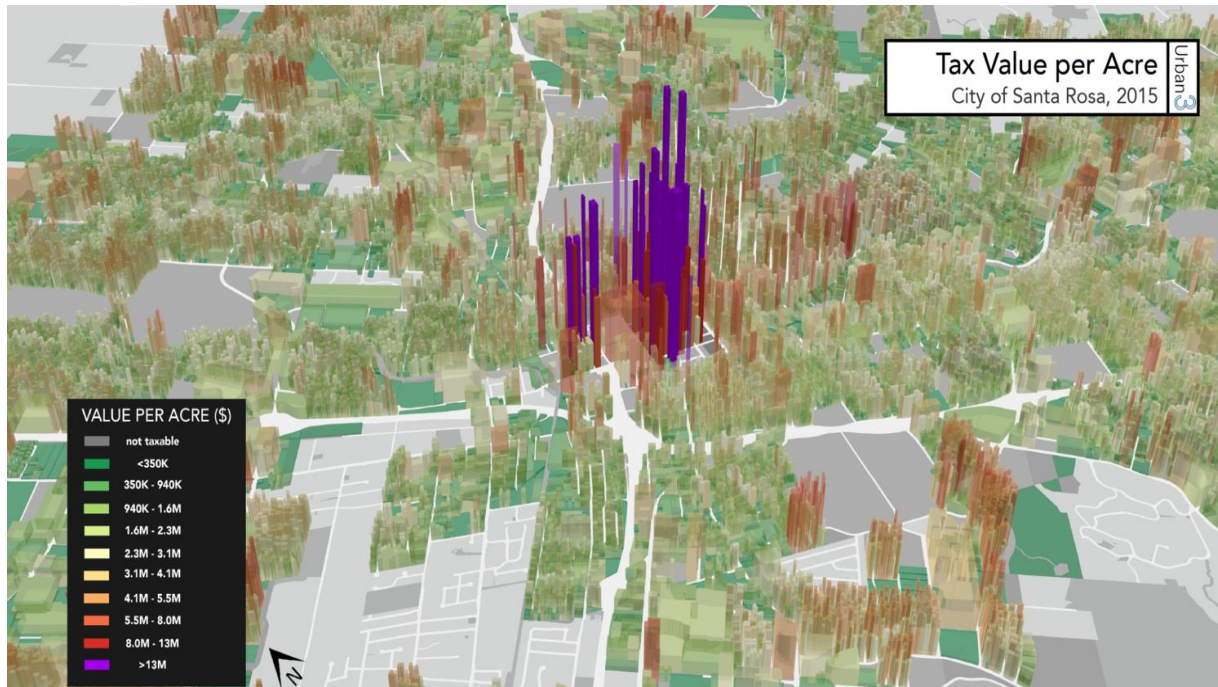 Tax Value per Acre
City of Santa Rosa, 2015
Urban3
VALUE PER ACRE ($)
not taxable
<350K
350K - 940K
940K - 1.6M
1.6M - 2.3M
2.3M - 3.1M
3.1M - 4.1M
4.1M - 5.5M
5.5M - 8.0M
8.0M - 13M
>13M
N